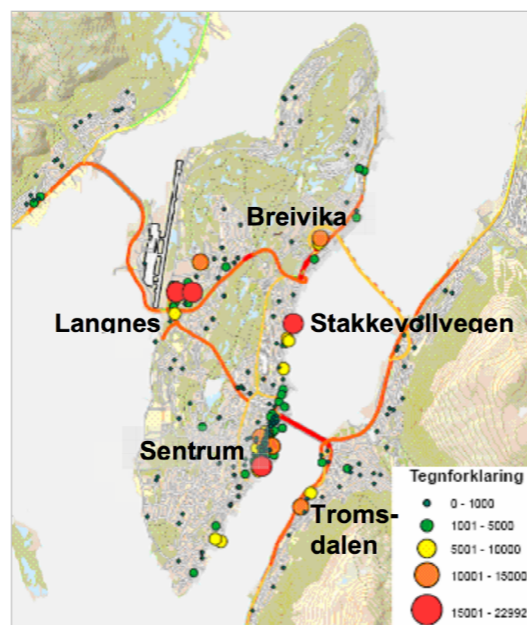 Breivika
Langnes
Stakkevollvegen
Sentrum
Troms-
dalen
Tegnforklaring
0 - 1000
1001 - 5000
5001 - 10000
10001 - 15000
15001 - 22992